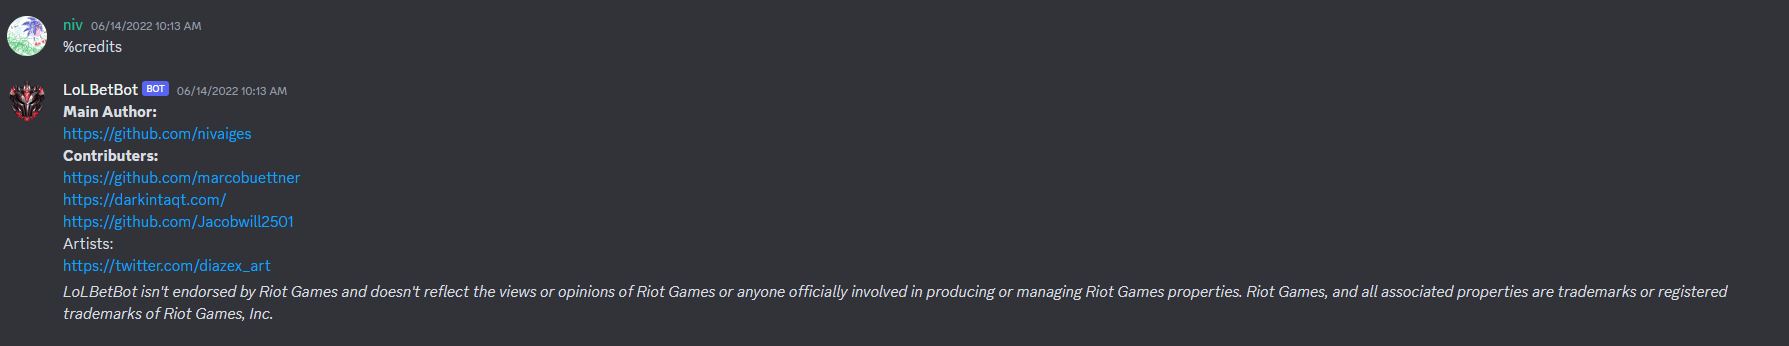 niv 06/14/2022 10:13 AM
%credits
LoLBetBot BOT 06/14/2022 10:13 AM
Main Author:
https://github.com/nivaiges
Contributers:
https://github.com/marcobuettner
https://darkintaqt.com/
https://github.com/Jacobwill2501
Artists:
https://twitter.com/diazex_art
LoLBetBot isn't endorsed by Riot Games and doesn't reflect the views or opinions of Riot Games or anyone officially involved in producing or managing Riot Games properties. Riot Games, and all associated properties are trademarks or registered
trademarks of Riot Games, Inc.